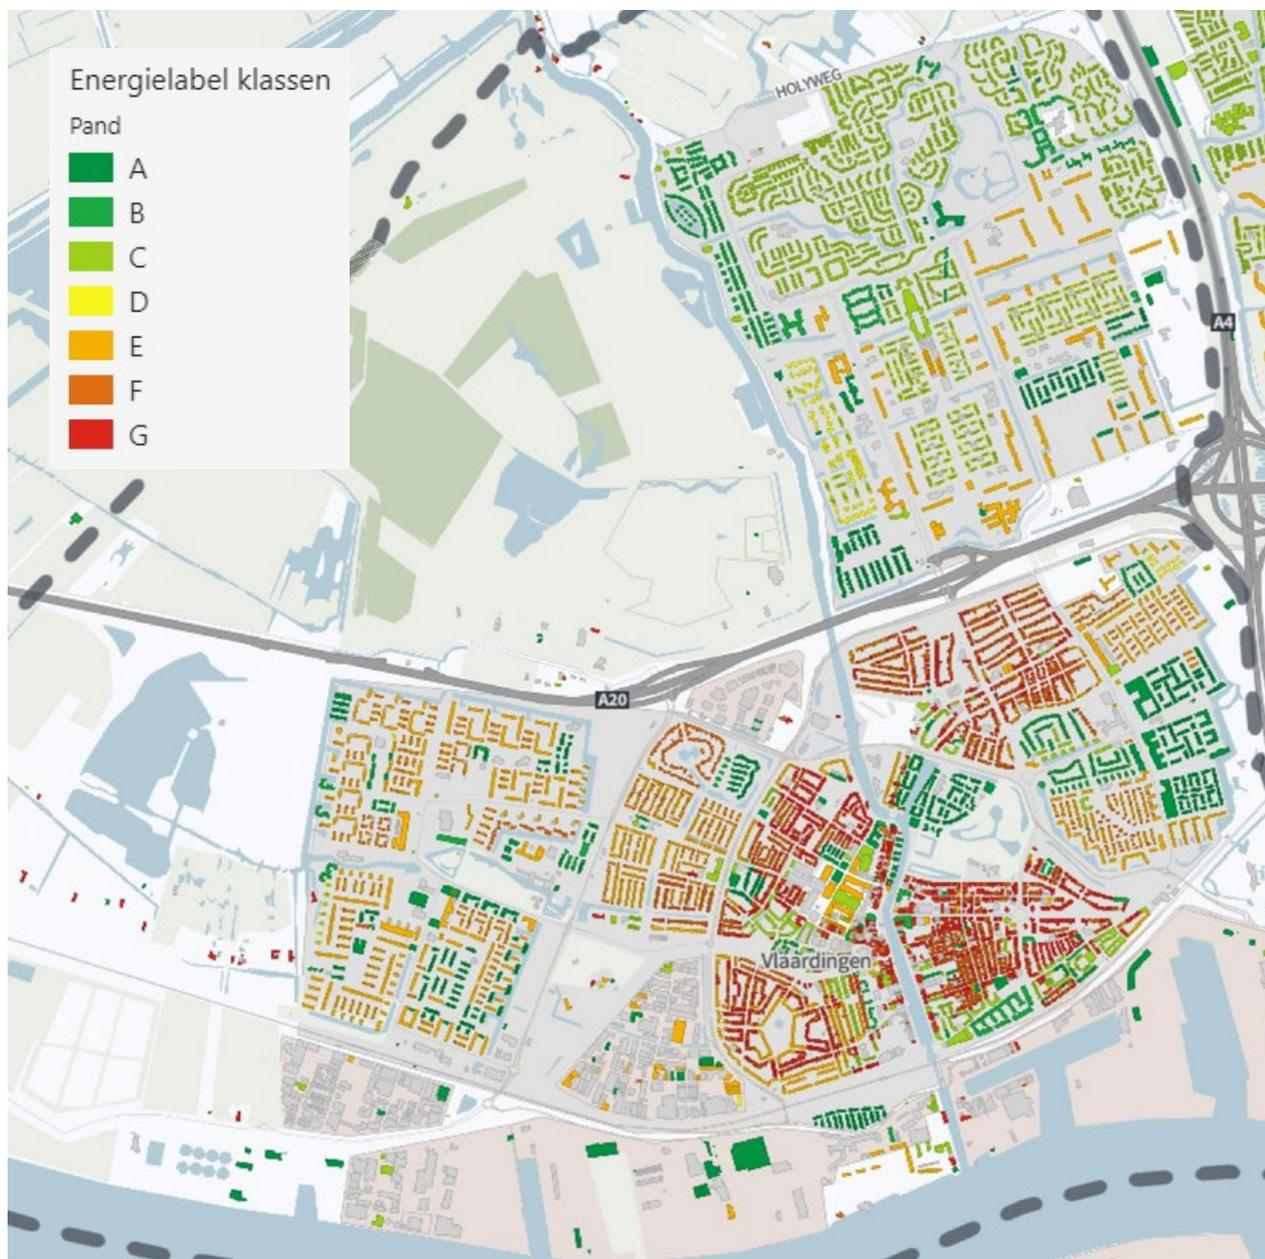 Energielabel klassen
Pand
A
B
C
D
E
F
G
HOLYWEG
A4
A20
Vlaardingen